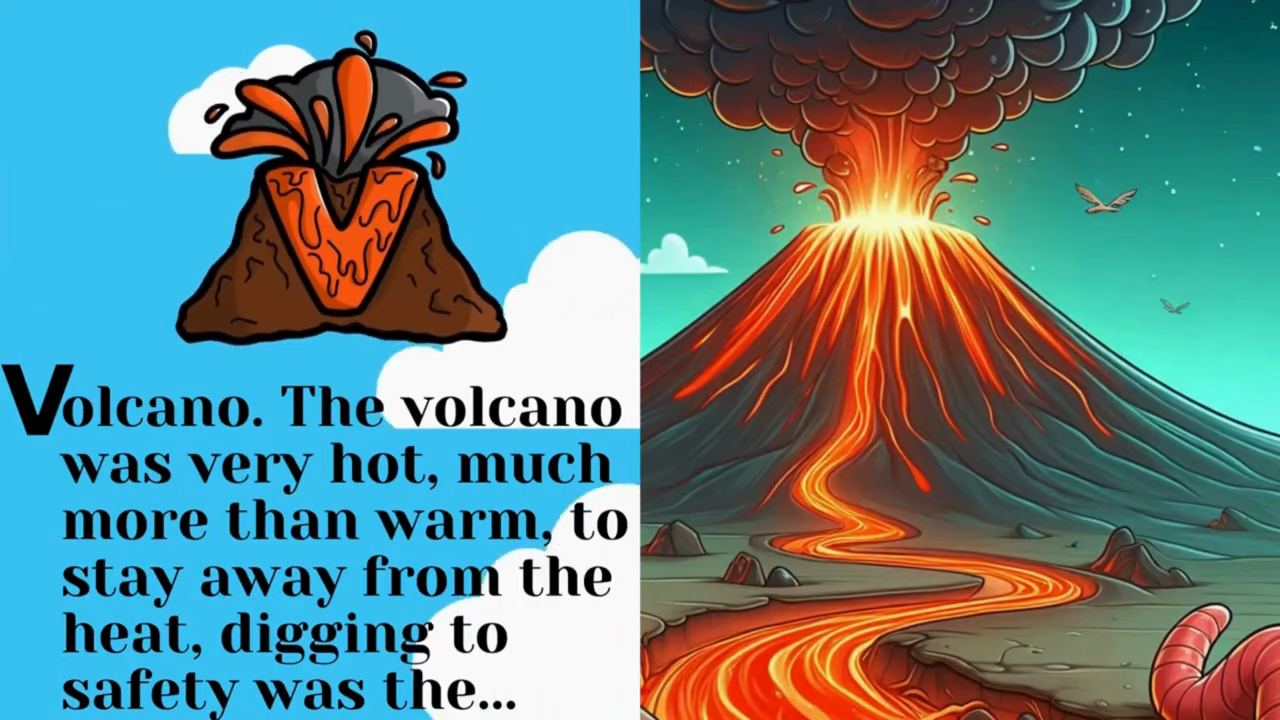 Volcano. The volcano
was very hot, much
more than warm, to
stay away from the
heat, digging to
safety was the...